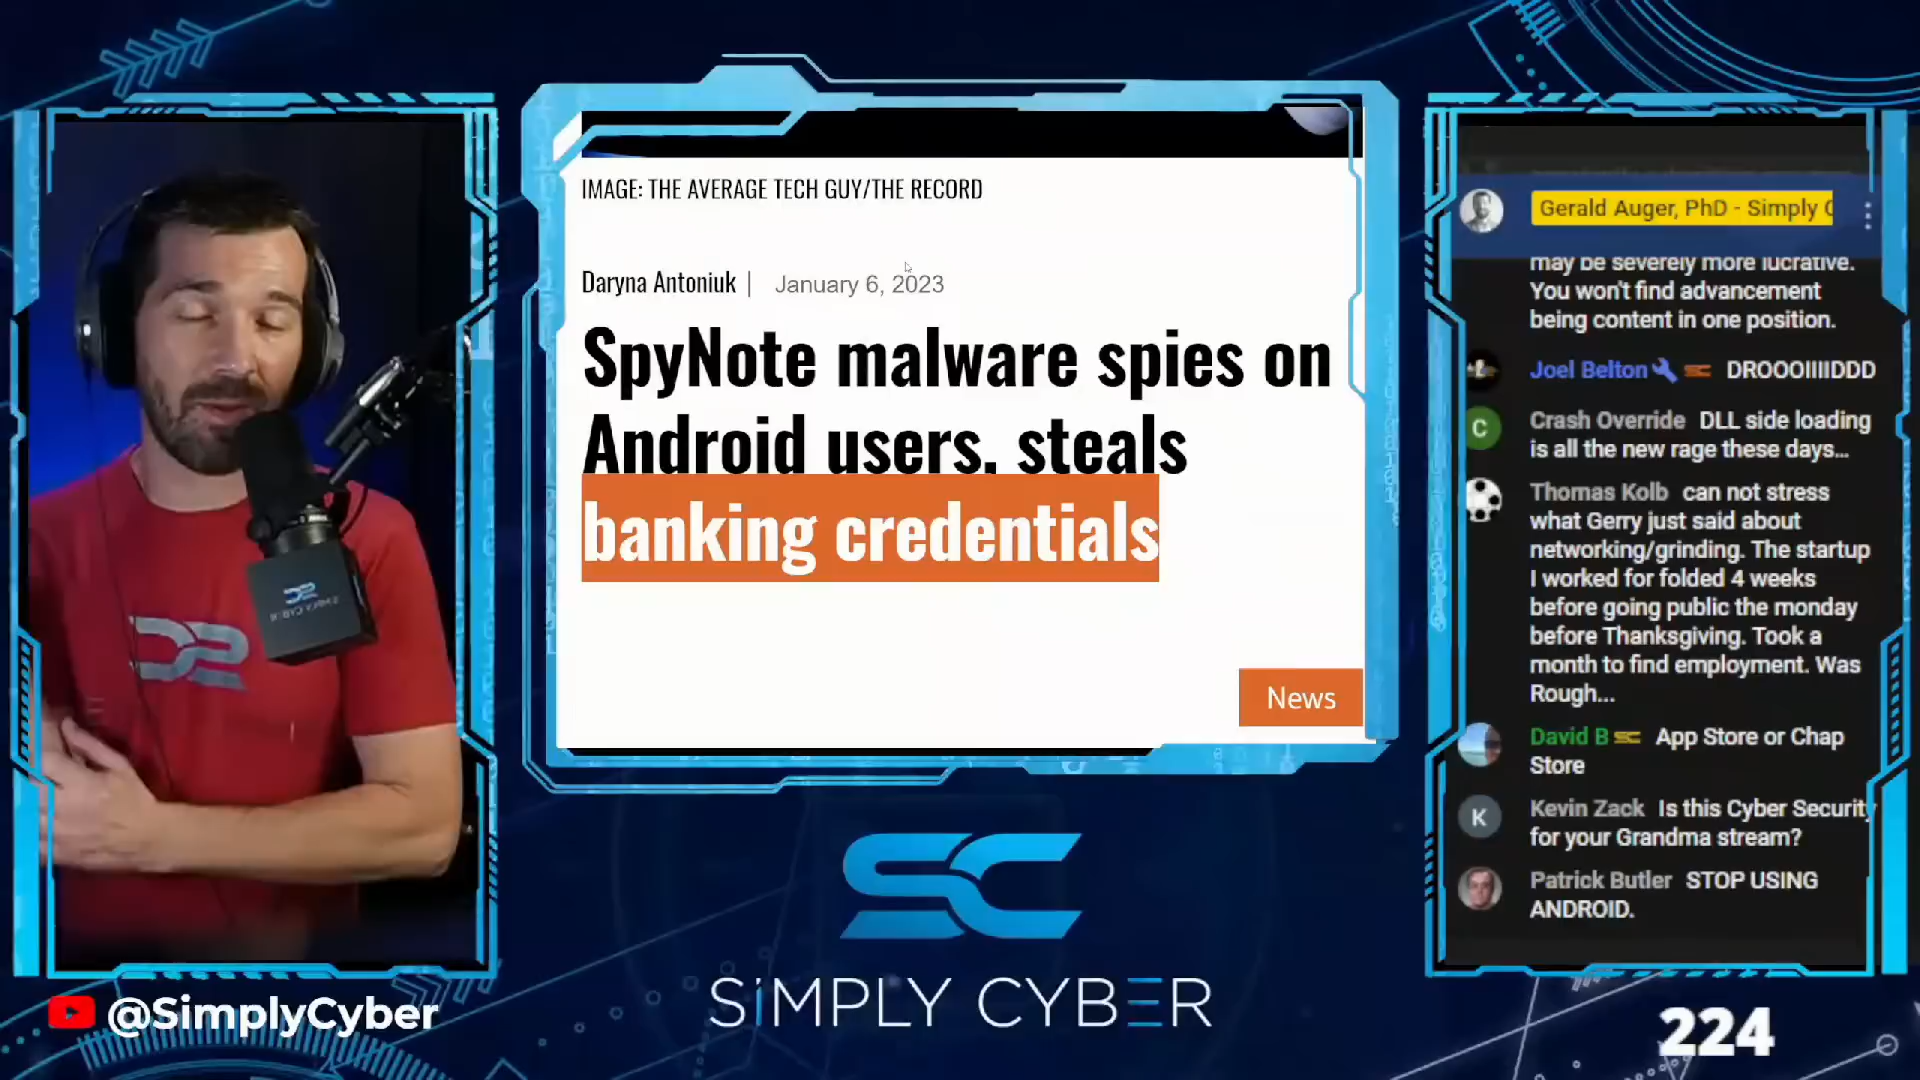 IMAGE: THE AVERAGE TECH GUY/THE RECORD
Daryna Antoniuk | January 6, 2023
SpyNote malware spies on
Android users, steals
banking credentials
News
SC
SiMPLY CYBER
@SimplyCyber
Gerald Auger, PhD - Simply C
may be severely more lucrative.
You won't find advancement
being content in one position.
Joel Belton DROOOIIIIDDD
C
Crash Override DLL side loading
is all the new rage these days...
Thomas Kolb can not stress
what Gerry just said about
networking/grinding. The startup
I worked for folded 4 weeks
before going public the monday
before Thanksgiving. Took a
month to find employment. Was
Rough...
David B SC App Store or Chap
Store
K
Kevin Zack Is this Cyber Security
for your Grandma stream?
Patrick Butler STOP USING
ANDROID.
224